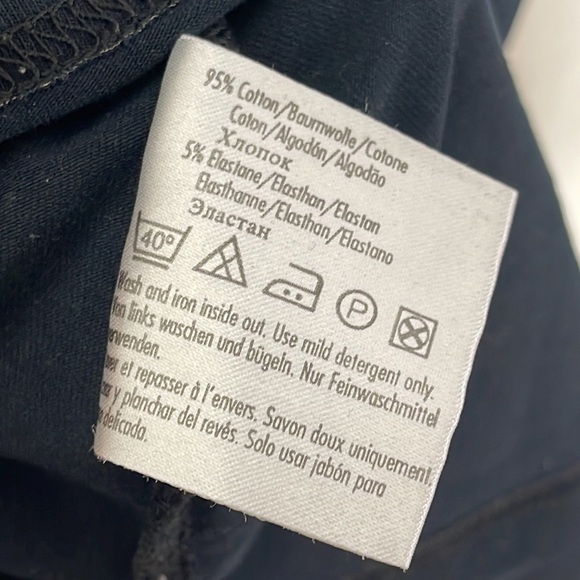 95% Cotton/Baumwolle/Cotone
Coton/Algodón/Algodão
Хлопок
5% Elastane/Elasthan/Elastan
Elasthanne/Elasthan/Elastano
Эластан
40°
P
Wash and iron inside out. Use mild detergent only.
Von links waschen und bügeln. Nur Feinwaschmittel
et repasser à l'envers. Savon doux uniquement.
y planchar del revés. Solo usar jabón para
delicada.